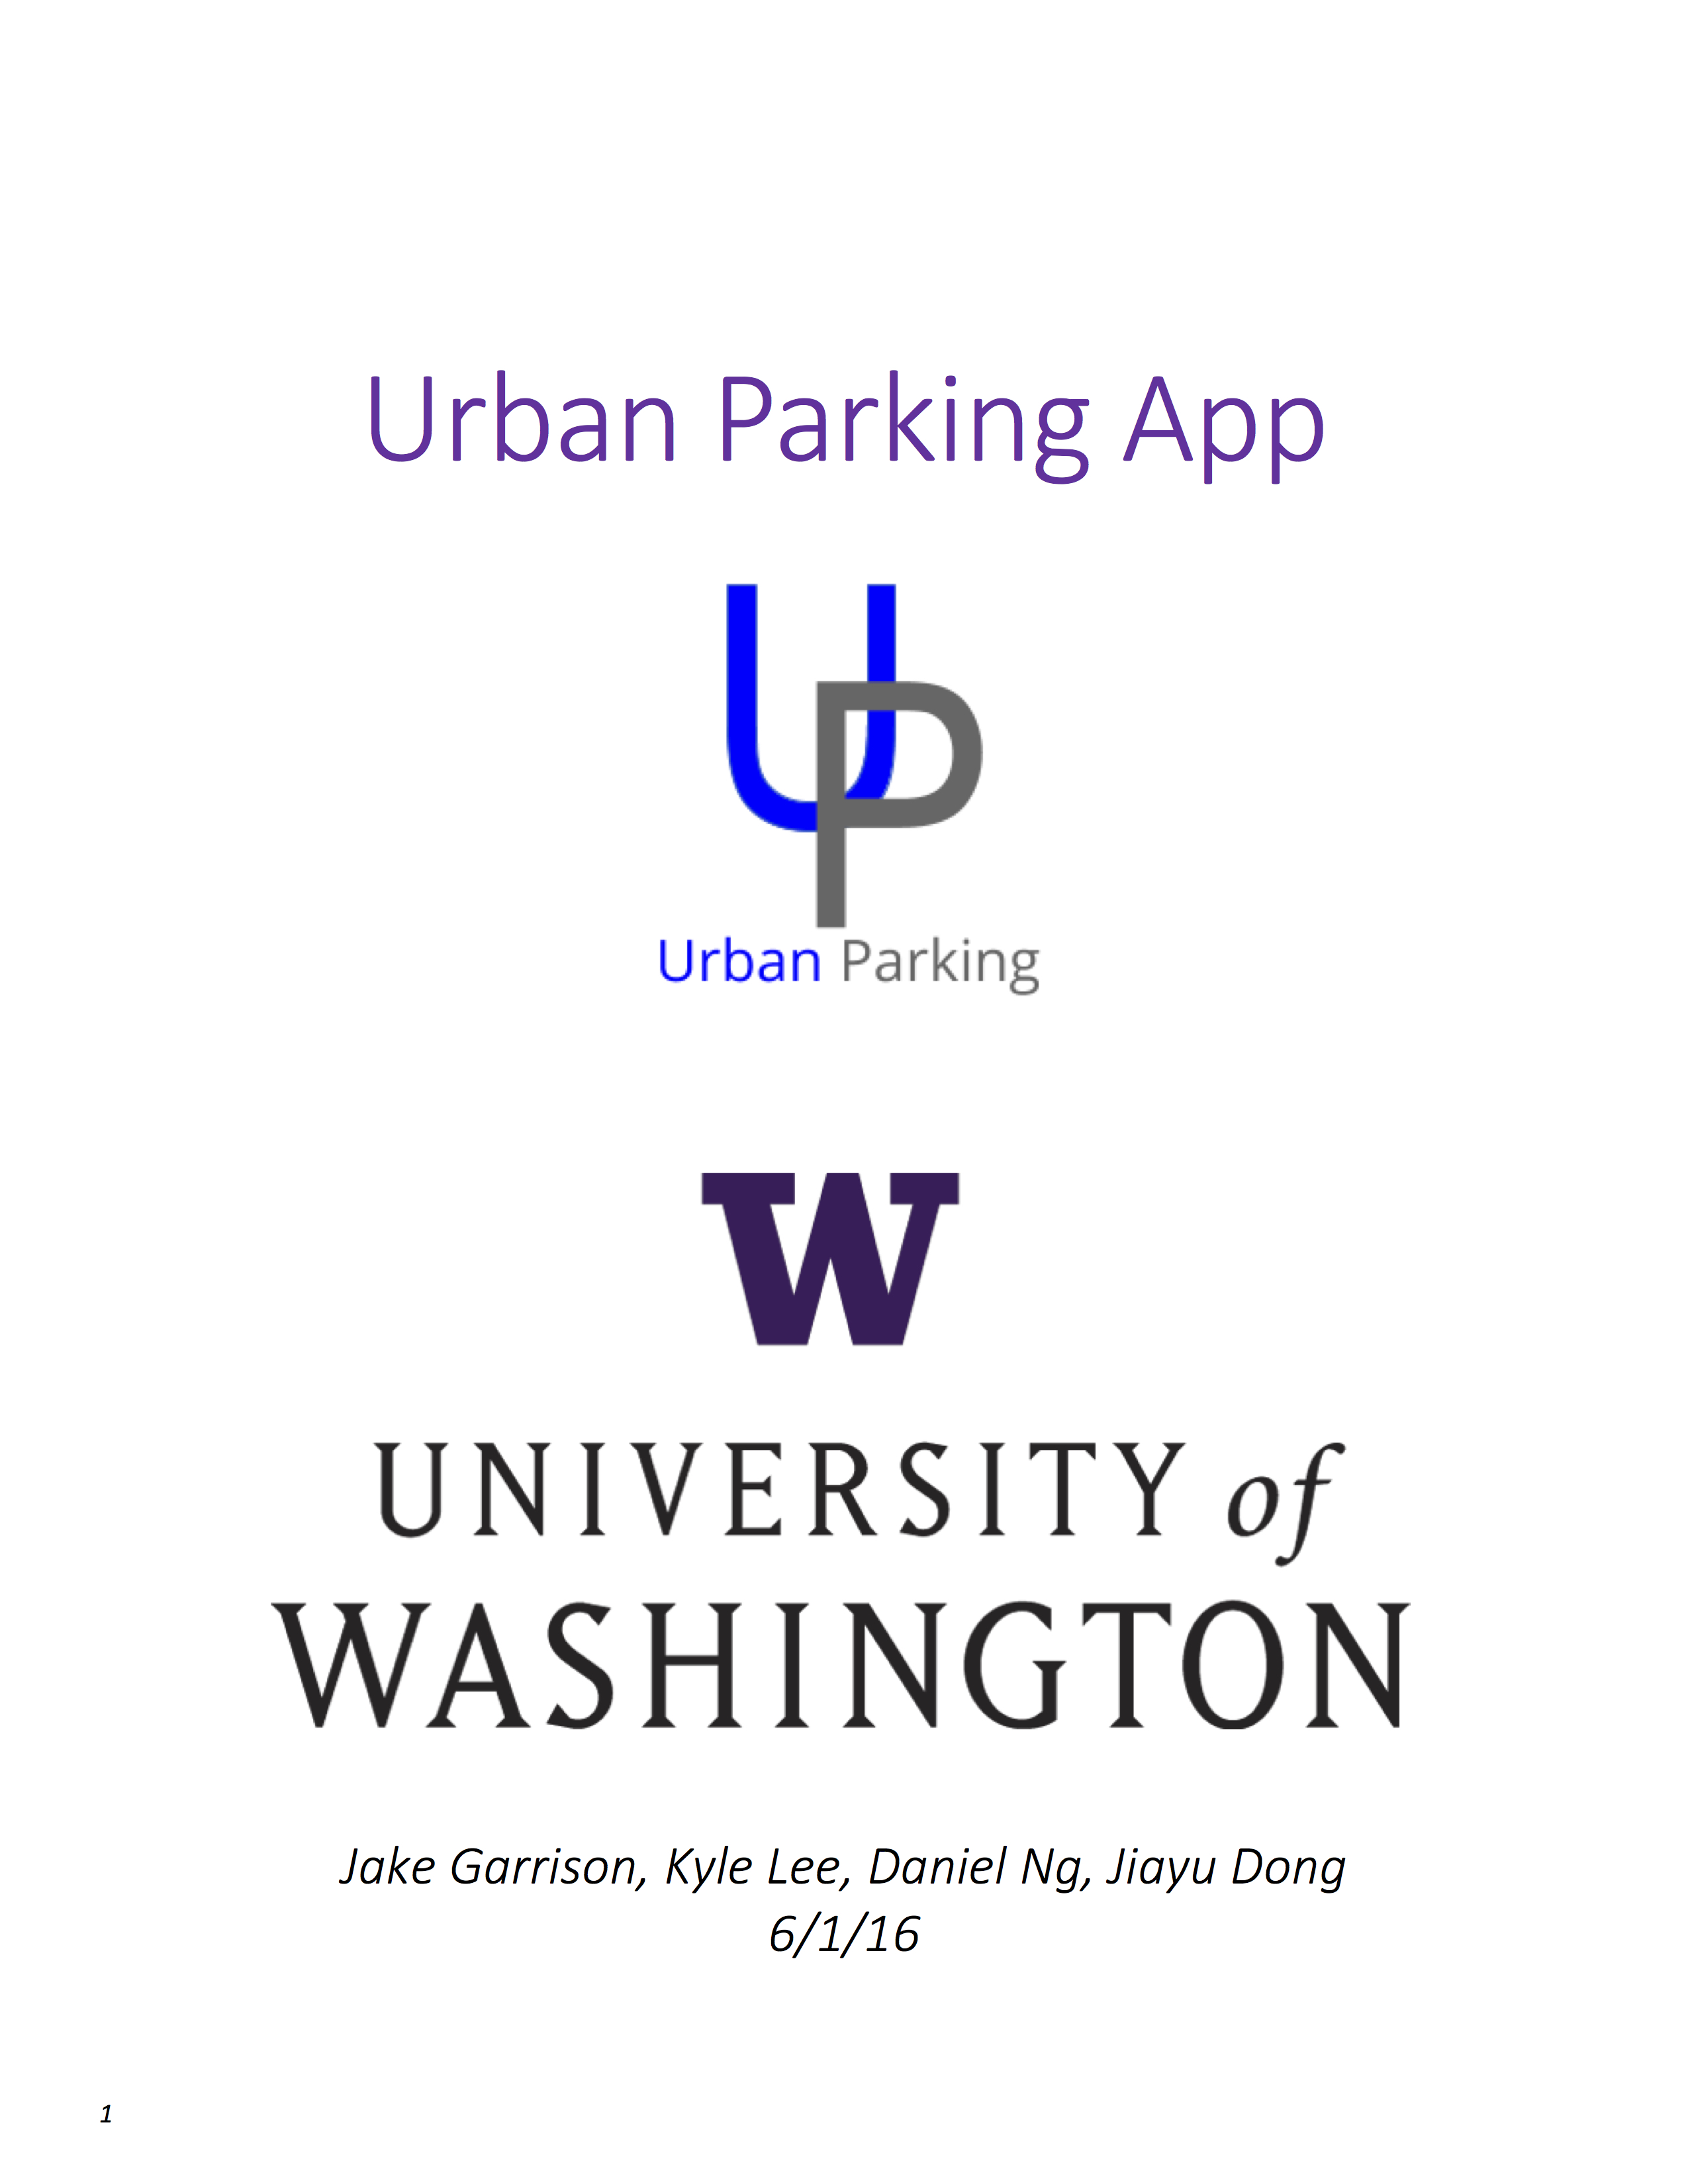 Urban Parking App
UP
Urban Parking
W
UNIVERSITY of
WASHINGTON
Jake Garrison, Kyle Lee, Daniel Ng, Jiayu Dong
6/1/16
1